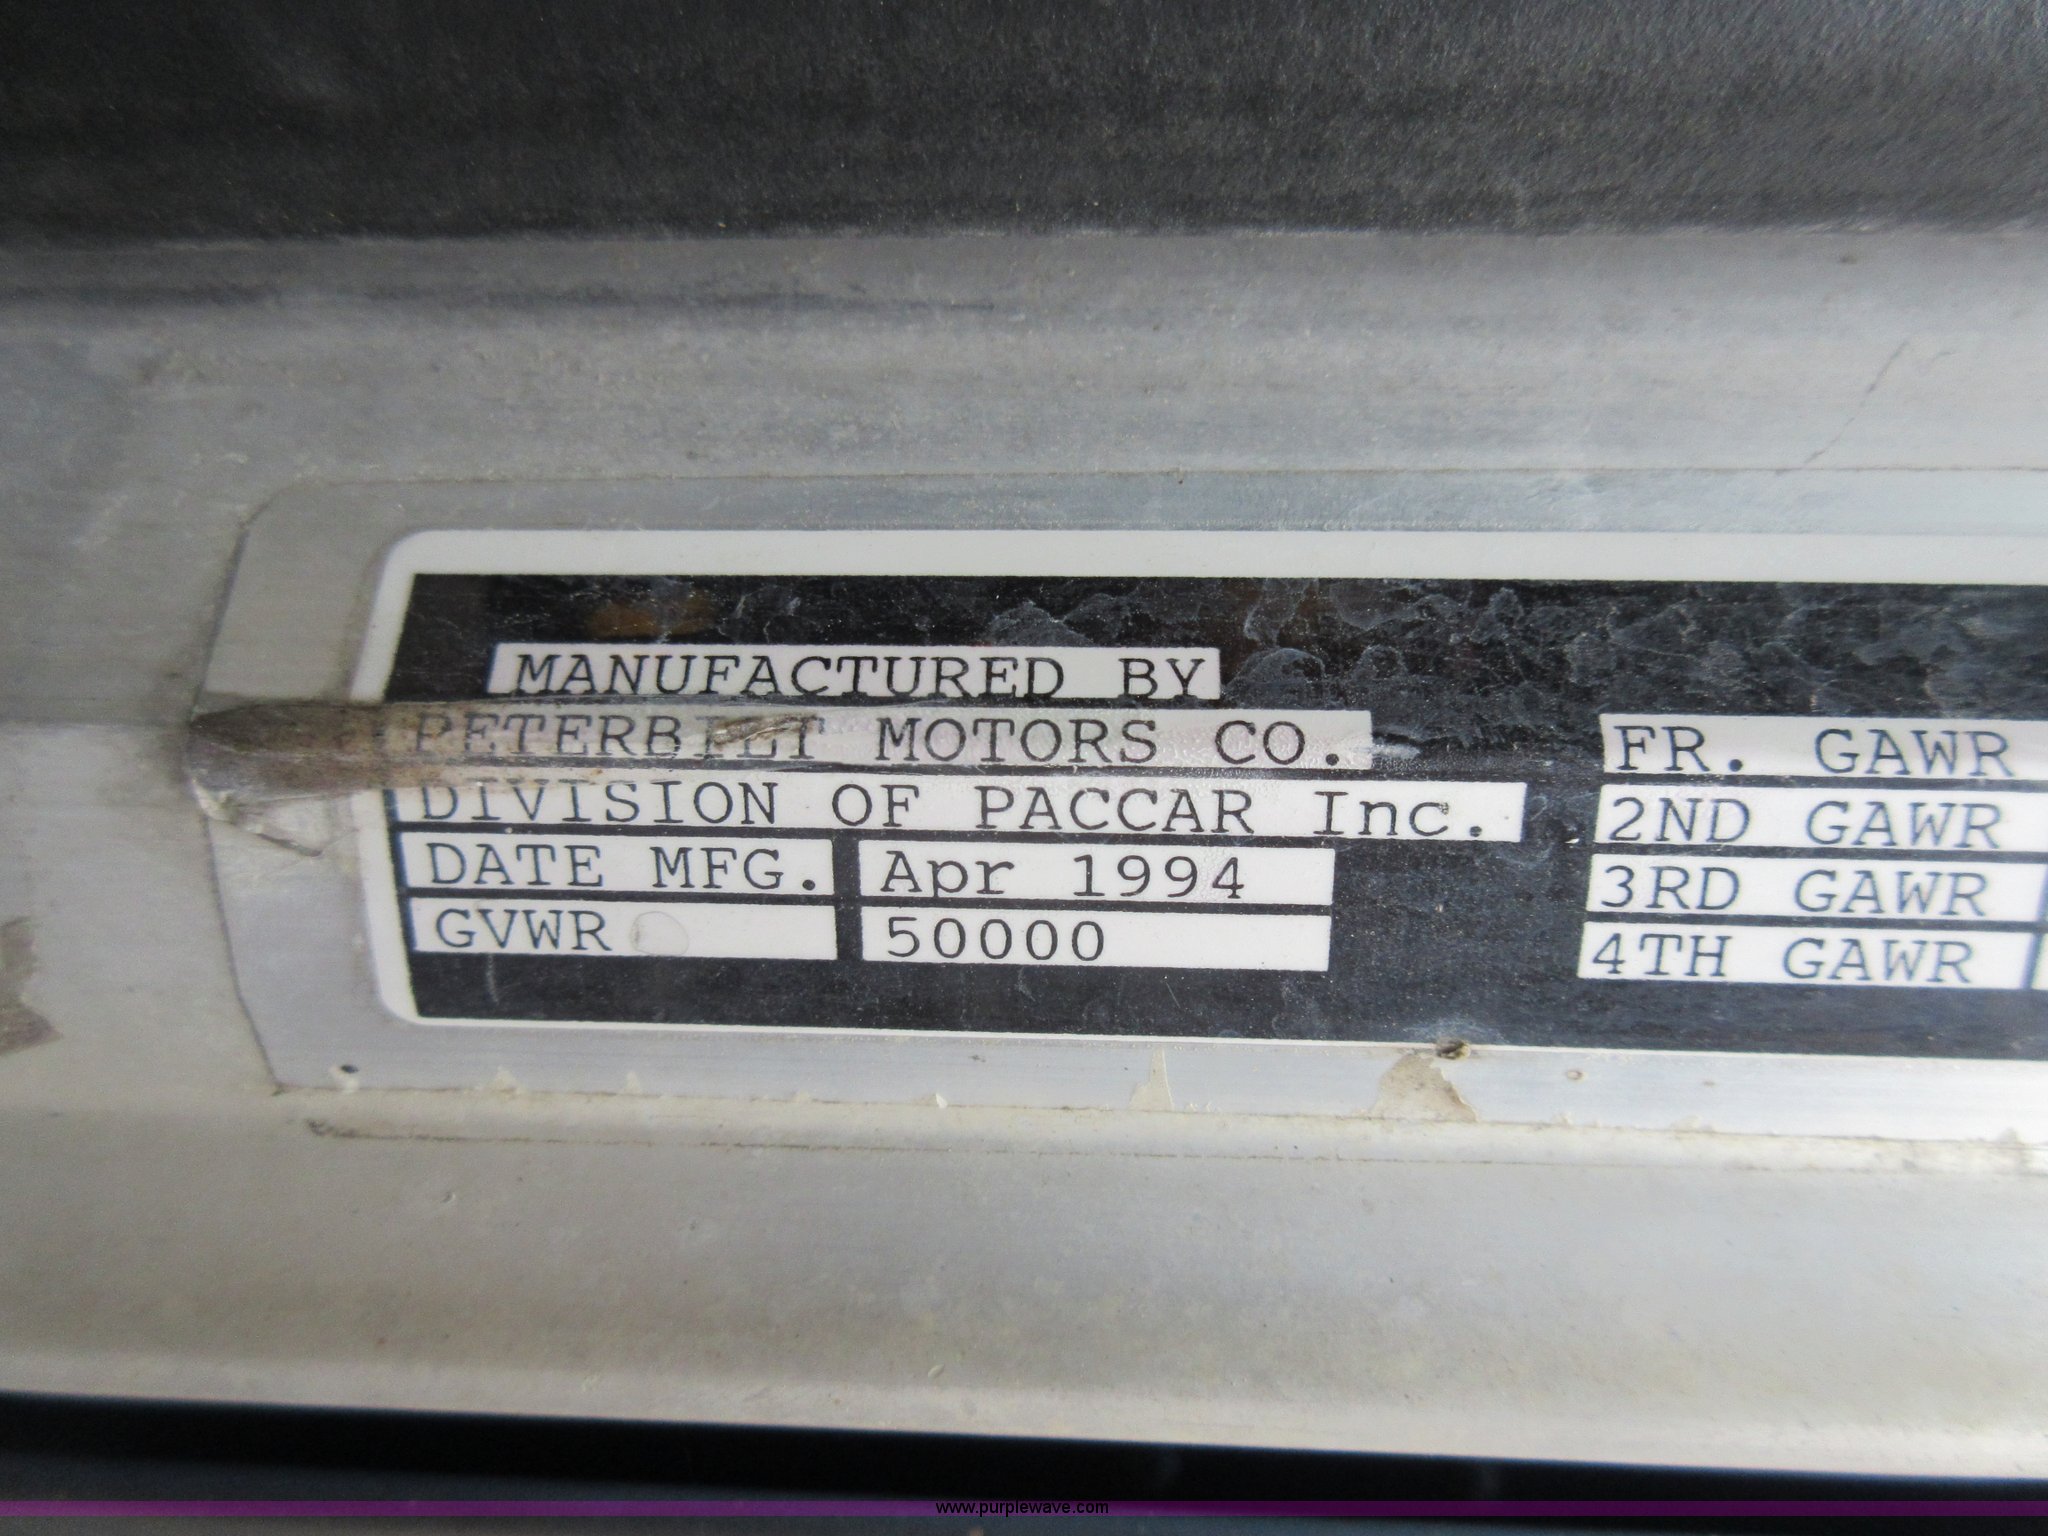 MANUFACTURED BY
PETERBILT MOTORS CO.
DIVISION OF PACCAR Inc.
DATE MFG. Apr 1994
GVWR 50000
FR. GAWR
2ND GAWR
3RD GAWR
4TH GAWR
www.purplewave.com